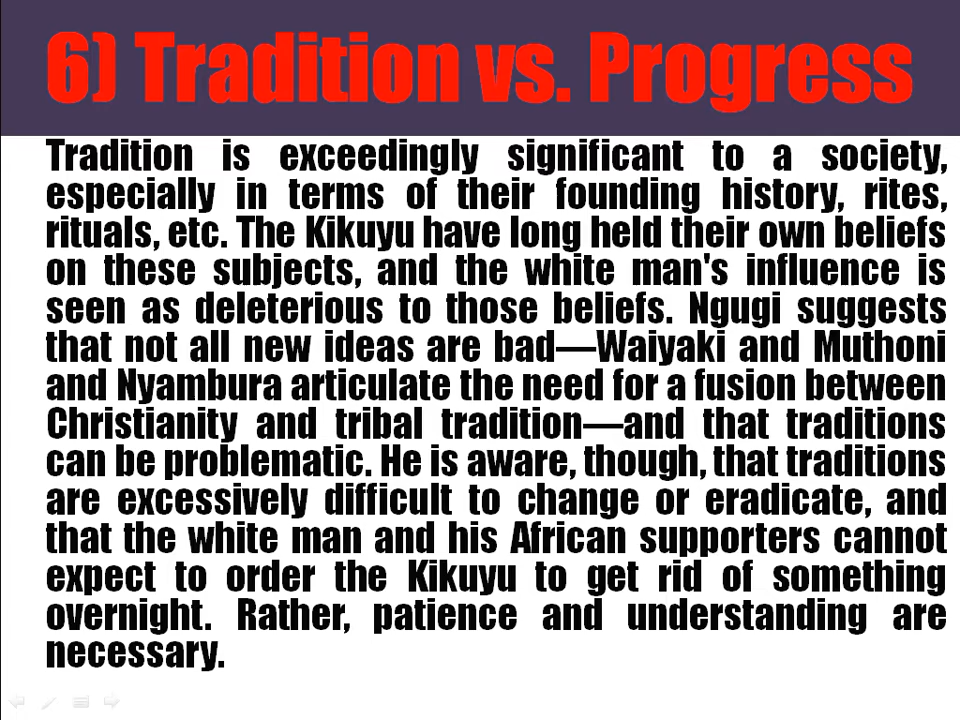 6) Tradition vs. Progress
Tradition is exceedingly significant to a society,
especially in terms of their founding history, rites,
rituals, etc. The Kikuyu have long held their own beliefs
on these subjects, and the white man's influence is
seen as deleterious to those beliefs. Ngugi suggests
that not all new ideas are bad—Waiyaki and Muthoni
and Nyambura articulate the need for a fusion between
Christianity and tribal tradition—and that traditions
can be problematic. He is aware, though, that traditions
are excessively difficult to change or eradicate, and
that the white man and his African supporters cannot
expect to order the Kikuyu to get rid of something
overnight. Rather, patience and understanding are
necessary.